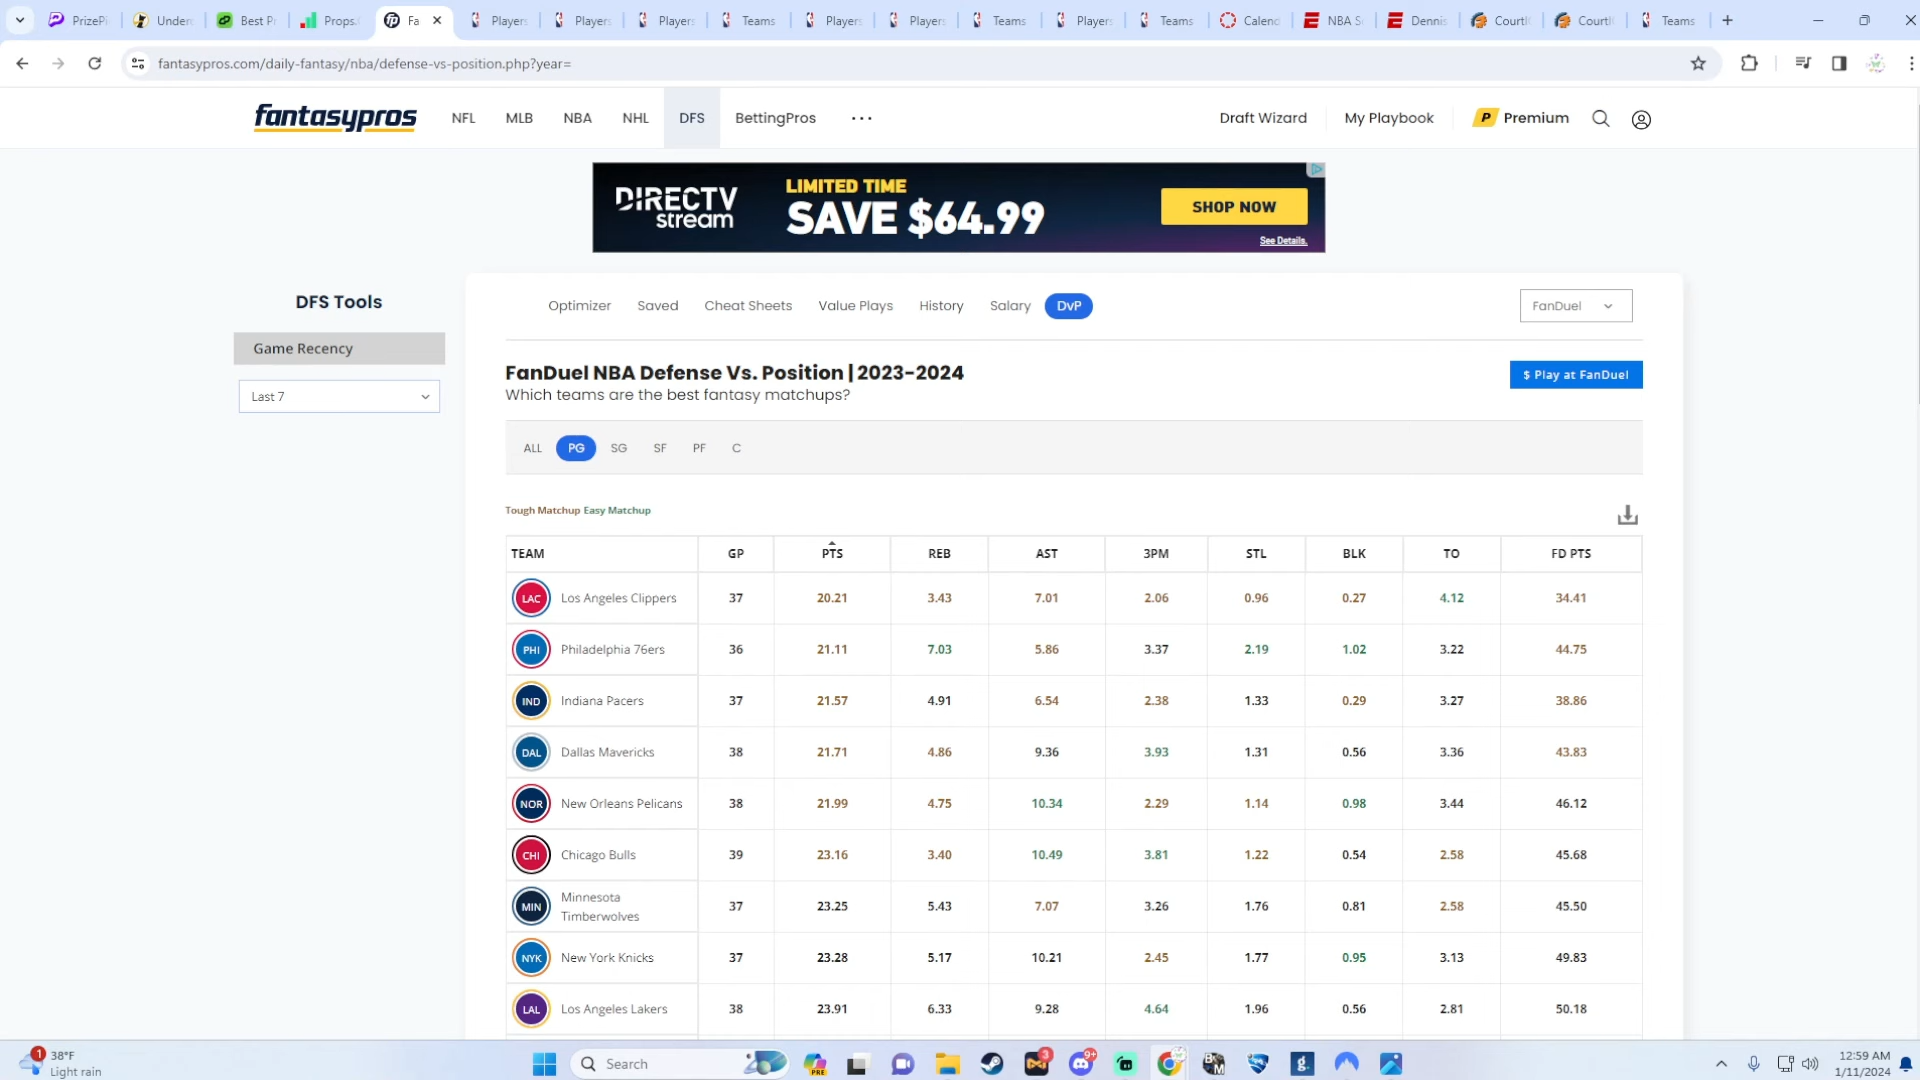 PrizePi
Underd
Best Pr
Props.
Fa
Players
Players
Players
Teams
Players
Players
Teams
Players
Teams
Calend
NBA Sc
Dennis
CourtI
CourtI
Teams
fantasypros.com/daily-fantasy/nba/defense-vs-position.php?year=
fantasypros NFL MLB NBA NHL DFS BettingPros Draft Wizard My Playbook P Premium
DIRECTV stream
LIMITED TIME
SAVE $64.99
SHOP NOW
See Details.
DFS Tools
Game Recency
Last 7
Optimizer Saved Cheat Sheets Value Plays History Salary DvP FanDuel
FanDuel NBA Defense Vs. Position | 2023-2024
Which teams are the best fantasy matchups?
$ Play at FanDuel
ALL PG SG SF PF C
Tough Matchup Easy Matchup
TEAM GP PTS REB AST 3PM STL BLK TO FD PTS
LAC Los Angeles Clippers 37 20.21 3.43 7.01 2.06 0.96 0.27 4.12 34.41
PHI Philadelphia 76ers 36 21.11 7.03 5.86 3.37 2.19 1.02 3.22 44.75
IND Indiana Pacers 37 21.57 4.91 6.54 2.38 1.33 0.29 3.27 38.86
DAL Dallas Mavericks 38 21.71 4.86 9.36 3.93 1.31 0.56 3.36 43.83
NOR New Orleans Pelicans 38 21.99 4.75 10.34 2.29 1.14 0.98 3.44 46.12
CHI Chicago Bulls 39 23.16 3.40 10.49 3.81 1.22 0.54 2.58 45.68
MIN Minnesota Timberwolves 37 23.25 5.43 7.07 3.26 1.76 0.81 2.58 45.50
NYK New York Knicks 37 23.28 5.17 10.21 2.45 1.77 0.95 3.13 49.83
LAL Los Angeles Lakers 38 23.91 6.33 9.28 4.64 1.96 0.56 2.81 50.18
1
38°F
Light rain
Search
PRE
3
9+
g.
12:59 AM
1/11/2024